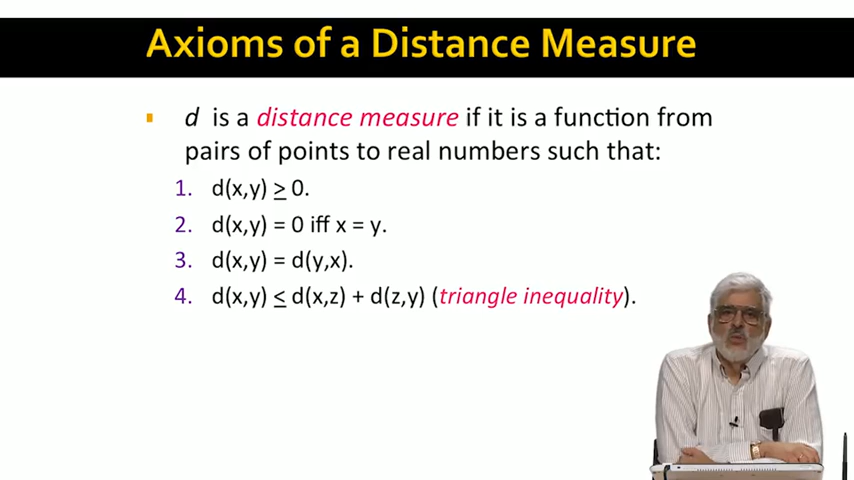 Axioms of a Distance Measure
d is a distance measure if it is a function from
pairs of points to real numbers such that:
1. d(x,y) ≥ 0.
2. d(x,y) = 0 iff x = y.
3. d(x,y) = d(y,x).
4. d(x,y) ≤ d(x,z) + d(z,y) (triangle inequality).